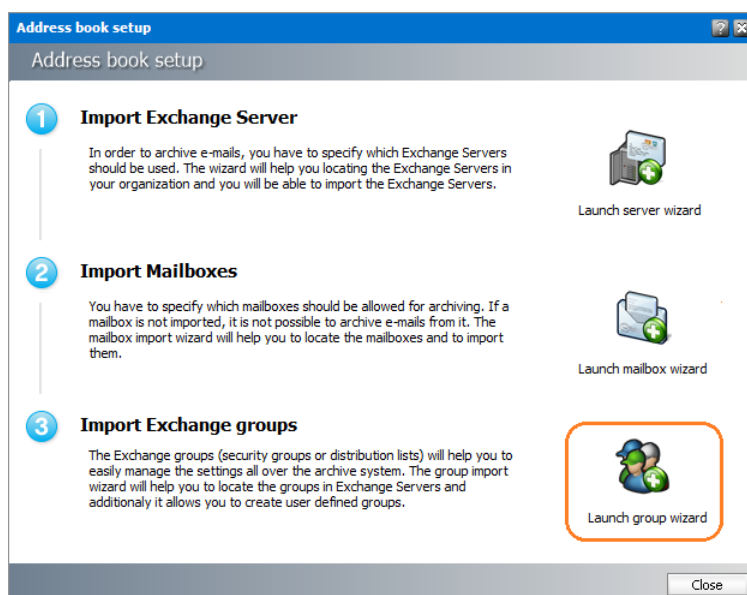 Address book setup
Address book setup
1
Import Exchange Server
In order to archive e-mails, you have to specify which Exchange Servers
should be used. The wizard will help you locating the Exchange Servers in
your organization and you will be able to import the Exchange Servers.
Launch server wizard
2
Import Mailboxes
You have to specify which mailboxes should be allowed for archiving. If a
mailbox is not imported, it is not possible to archive e-mails from it. The
mailbox import wizard will help you to locate the mailboxes and to import
them.
Launch mailbox wizard
3
Import Exchange groups
The Exchange groups (security groups or distribution lists) will help you to
easily manage the settings all over the archive system. The group import
wizard will help you to locate the groups in Exchange Servers and
additionaly it allows you to create user defined groups.
Launch group wizard
Close